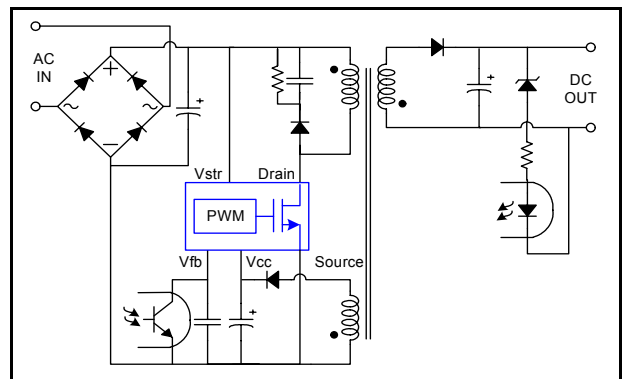 AC
IN
+
~
~
−
+
+
DC
OUT
Vstr
Drain
PWM
Vfb
Vcc
Source
+